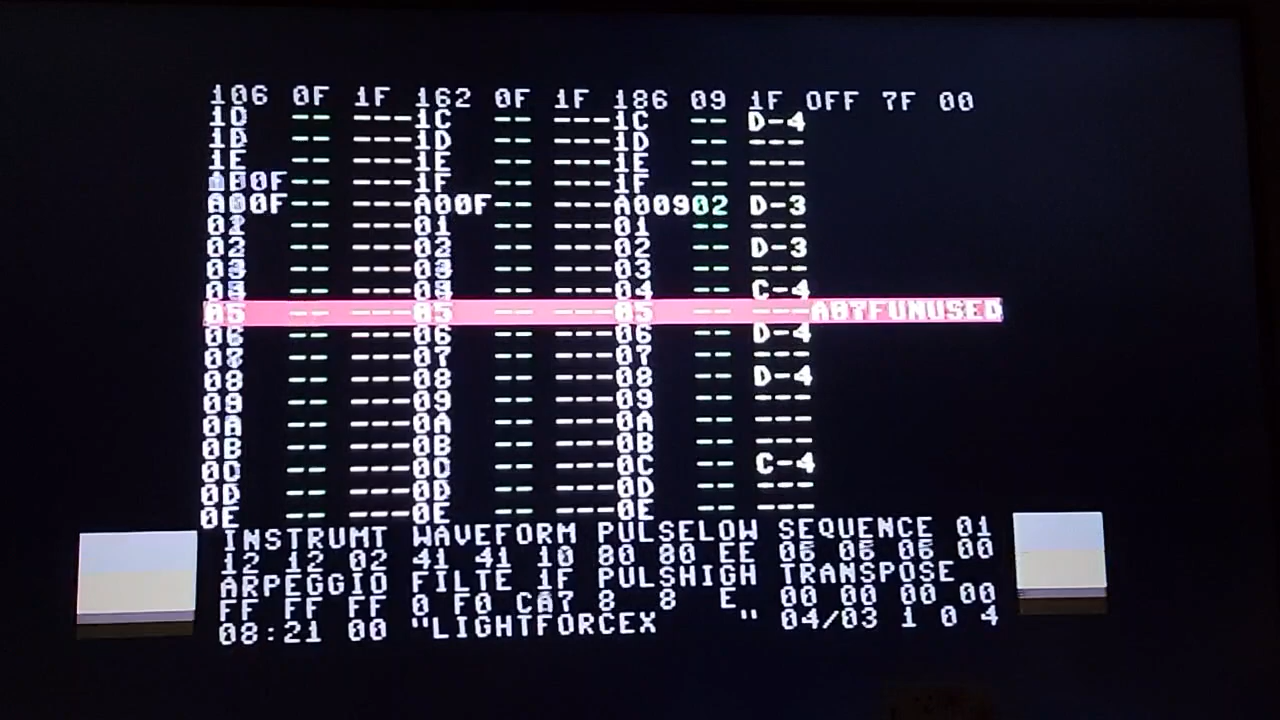 106 0F 1F 162 0F 1F 186 09 1F OFF 7F 00
1D -- ---1C -- ---1C -- D-4
1D -- ---1D -- ---1D -- ---
1E -- ---1E -- ---1E -- ---
A00F-- ---1F -- ---1F -- ---
A00F-- ---A00F-- ---A00902 D-3
01 -- ---01 -- ---01 -- ---
02 -- ---02 -- ---02 -- D-3
03 -- ---03 -- ---03 -- ---
-- --- -- ---04 -- C-4
05 -- ---05 -- ---05 -- ---A07FUNUSED
06 -- ---06 -- ---06 -- D-4
07 -- ---07 -- ---07 -- ---
08 -- ---08 -- ---08 -- D-4
09 -- ---09 -- ---09 -- ---
0A -- ---0A -- ---0A -- ---
0B -- ---0B -- ---0B -- ---
-- --- -- ---0C -- C-4
0D -- ---0D -- ---0D -- ---
0E -- ---0E -- ---0E -- ---
INSTRUMT WAVEFORM PULSELOW SEQUENCE 01
12 12 02 41 41 10 80 80 EE 06 06 06 00
ARPEGGIO FILTE 1F PULSHIGH TRANSPOSE
FF FF FF 0 F0 CA7 8 8 E 00 00 00 00
08:21 00 "LIGHTFORCEX " 04/03 1 0 4